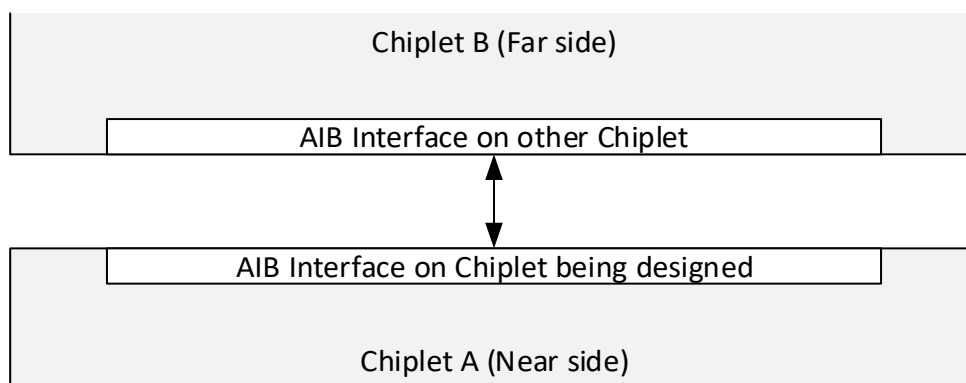 Chiplet B (Far side)
AIB Interface on other Chiplet
AIB Interface on Chiplet being designed
Chiplet A (Near side)